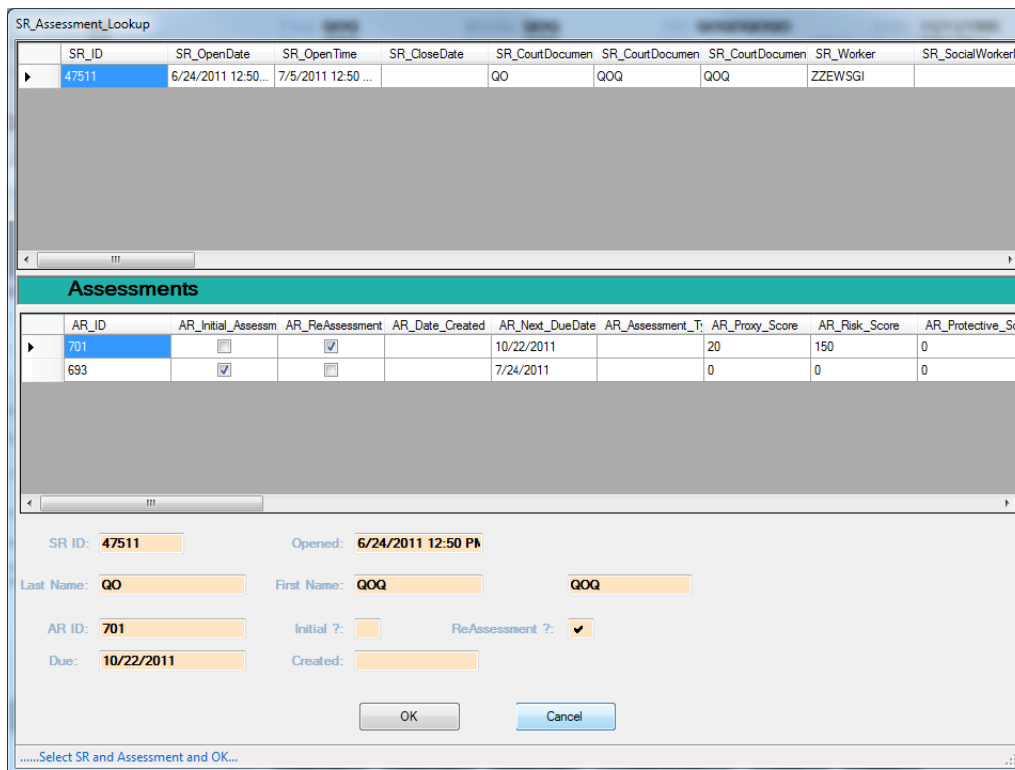 SR_Assessment_Lookup
SR_ID SR_OpenDate SR_OpenTime SR_CloseDate SR_CourtDocumen SR_CourtDocumen SR_CourtDocumen SR_Worker SR_SocialWorker
47511 6/24/2011 12:50... 7/5/2011 12:50 ... QO QOQ QOQ ZZEWSGI
Assessments
AR_ID AR_Initial_Assessm AR_ReAssessment AR_Date_Created AR_Next_DueDate AR_Assessment_T AR_Proxy_Score AR_Risk_Score AR_Protective_Sc
701 10/22/2011 20 150 0
693 7/24/2011 0 0 0
SR ID: 47511 Opened: 6/24/2011 12:50 PM
Last Name: QO First Name: QOQ QOQ
AR ID: 701 Initial ?: ReAssessment ?:
Due: 10/22/2011 Created:
OK Cancel
......Select SR and Assessment and OK...